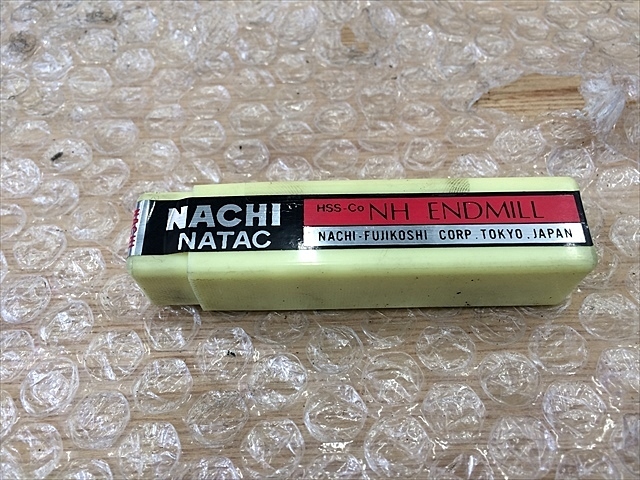 NACHI
NATAC
HSS-Co NH ENDMILL
NACHI-FUJIKOSHI CORP. TOKYO. JAPAN